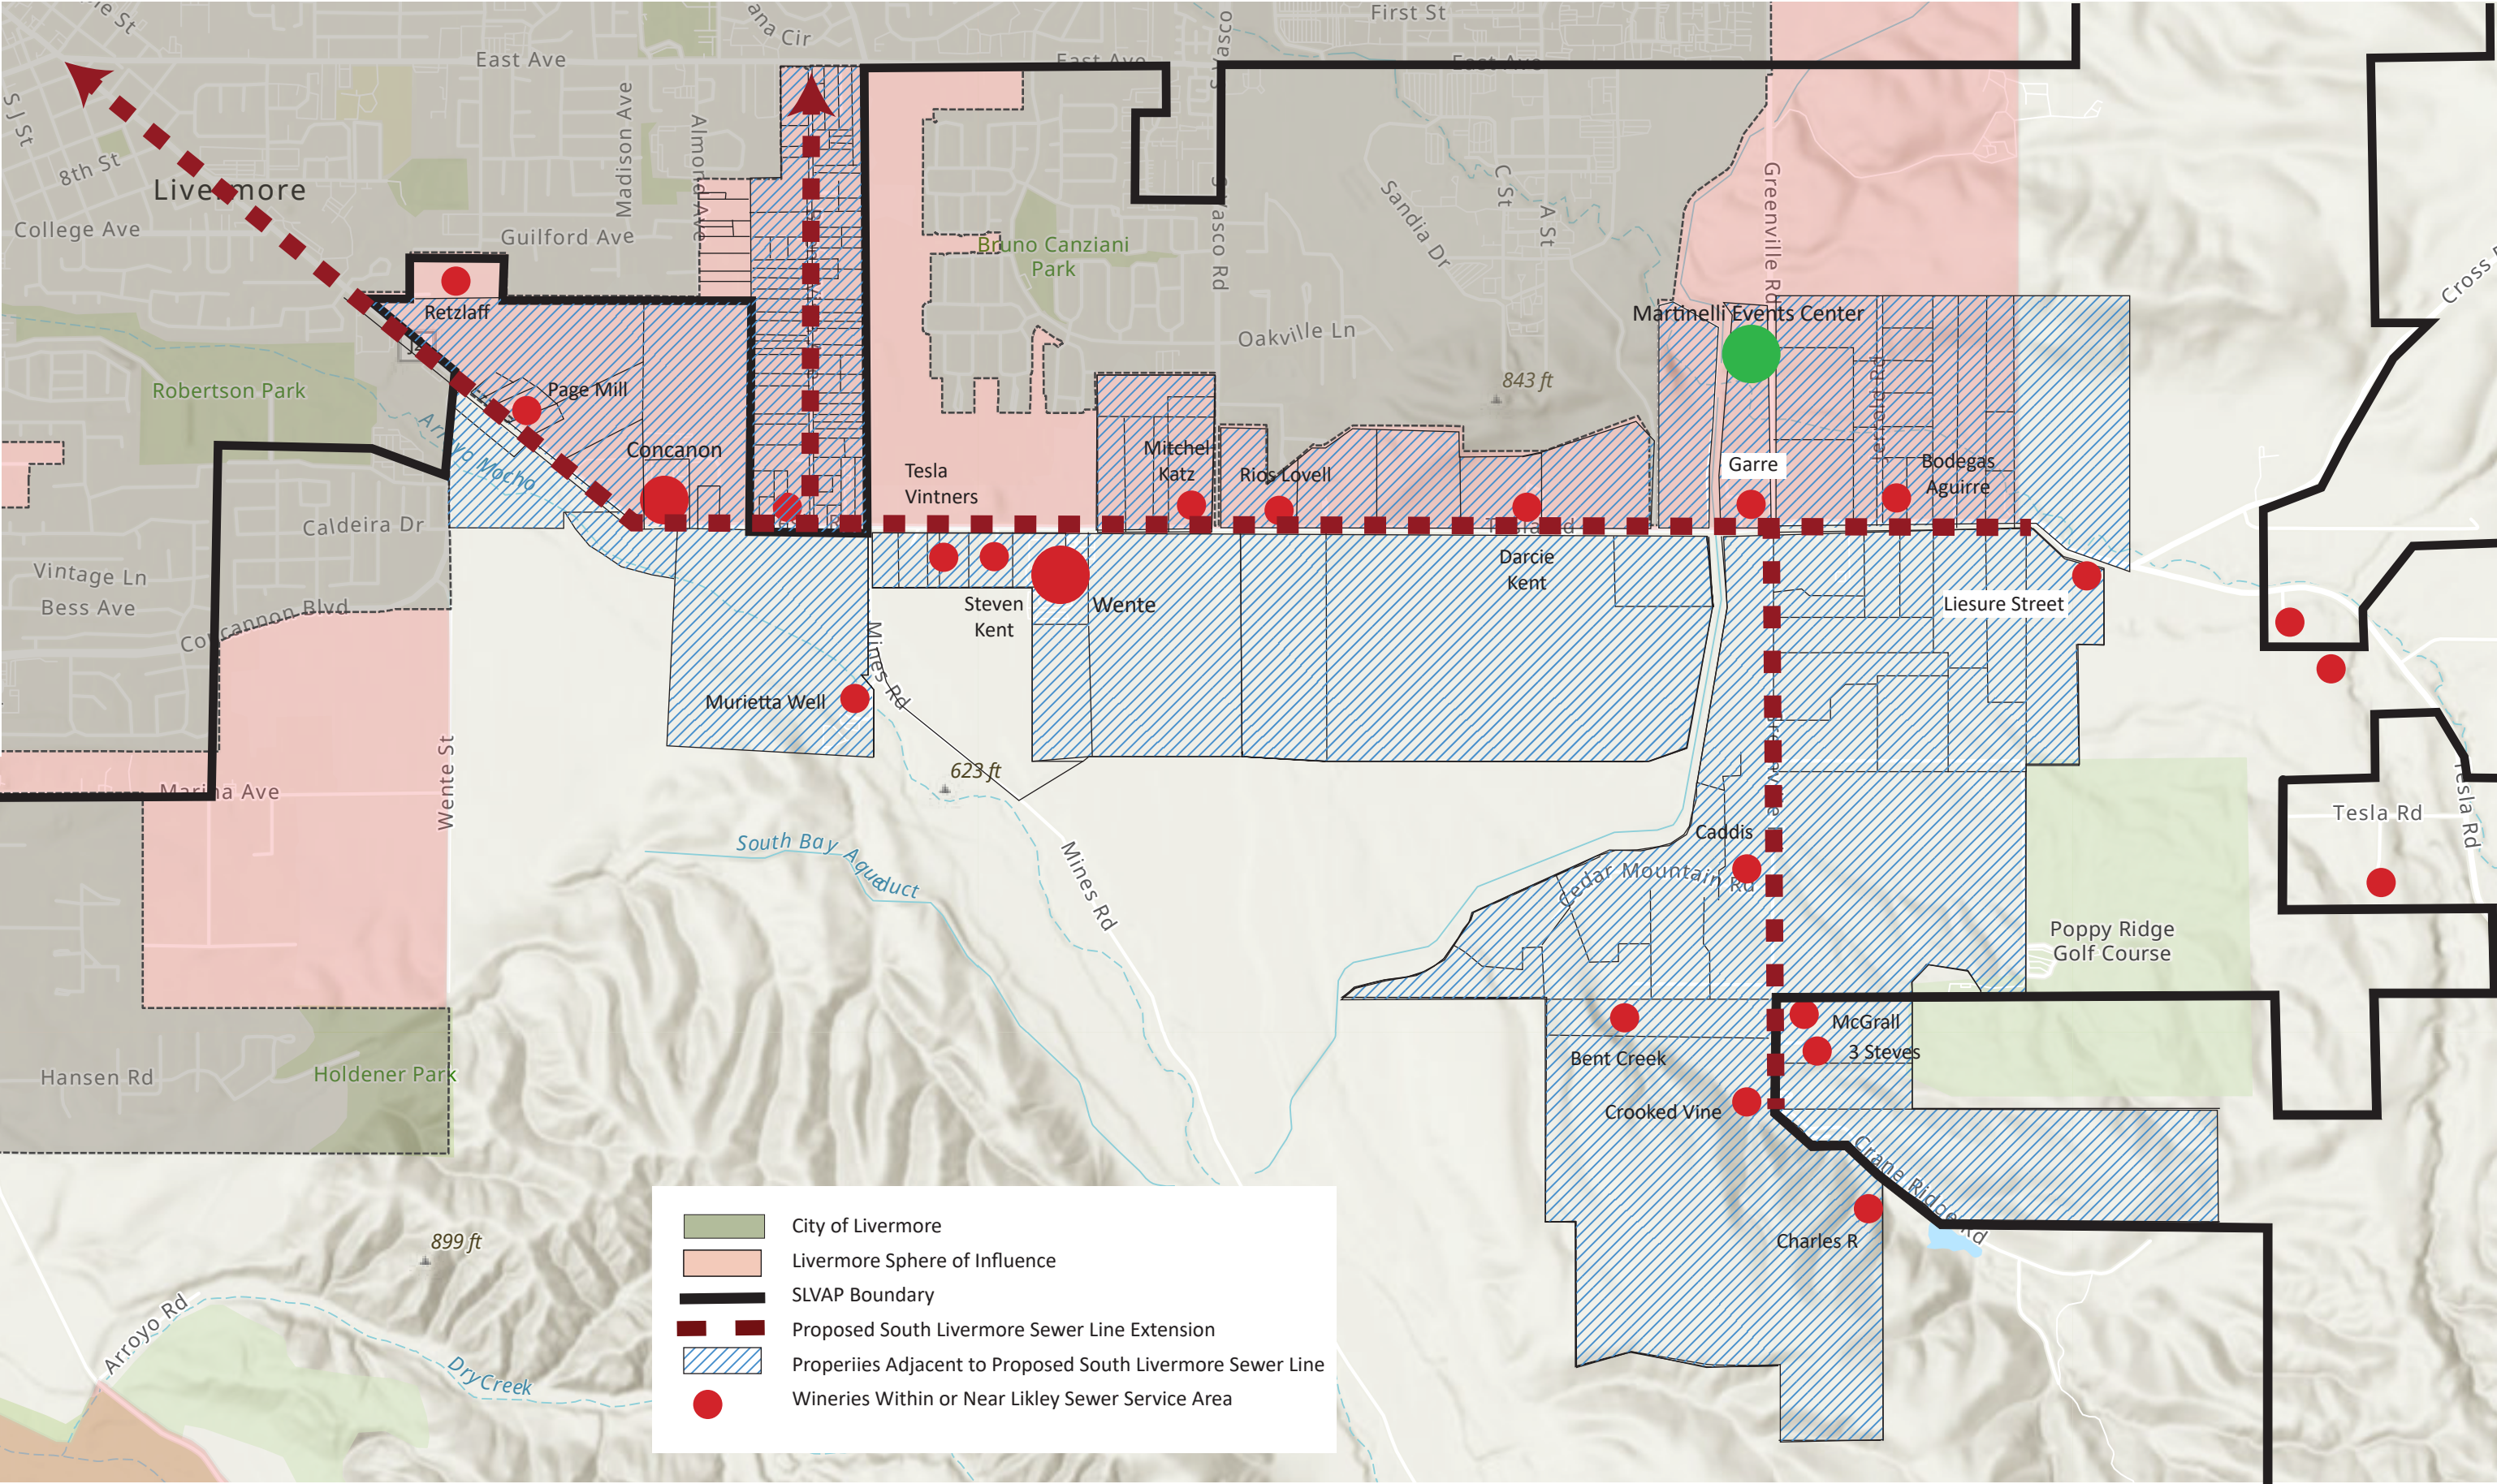 First St
ana Cir
East Ave
East Ave
East Ave
S J St
8th St
Livermore
College Ave
Guilford Ave
Madison Ave
Almond Ave
Bruno Canziani
Park
Vasco Rd
Sandia Dr
C St
A St
Greenville Rd
Cross
Retzlaff
Martinelli Events Center
Oakville Ln
843 ft
Robertson Park
Page Mill
Arroyo Mocho
Concanon
Tesla
Vintners
Mitchel
Katz
Rios Lovell
Garre
Bodegas
Aguirre
Caldeira Dr
Tesla Rd
Darcie
Kent
Vintage Ln
Bess Ave
Concannon Blvd
Steven
Kent
Wente
Liesure Street
Mines Rd
Murietta Well
Wente St
Marina Ave
623 ft
Caddis
Cedar Mountain Rd
Tesla Rd
Tesla Rd
South Bay Aqueduct
Mines Rd
Poppy Ridge
Golf Course
McGrall
3 Steves
Bent Creek
Crooked Vine
Hansen Rd
Holdener Park
Crane Ridge Rd
Charles R
899 ft
Arroyo Rd
Dry Creek
City of Livermore
Livermore Sphere of Influence
SLVAP Boundary
Proposed South Livermore Sewer Line Extension
Properiies Adjacent to Proposed South Livermore Sewer Line
Wineries Within or Near Likley Sewer Service Area